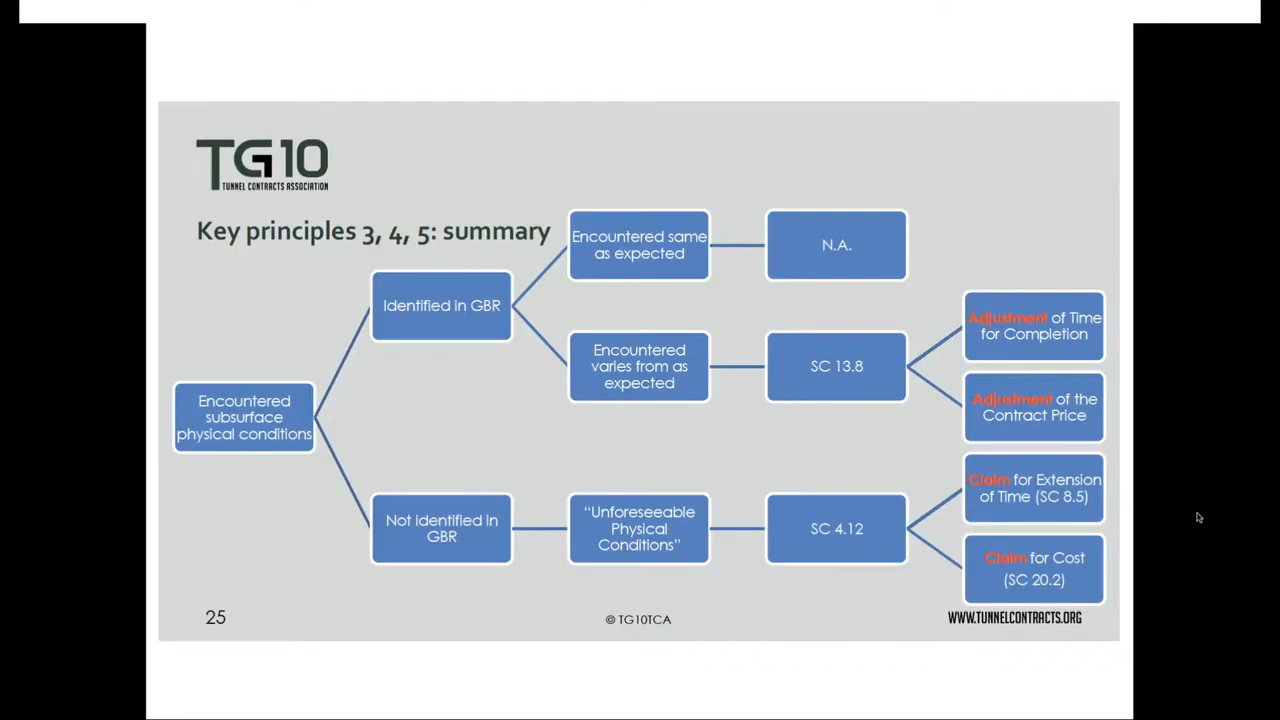 TG10
TUNNEL CONTRACTS ASSOCIATION
Key principles 3, 4, 5: summary
Encountered
subsurface
physical conditions
Identified in GBR
Encountered same
as expected
N.A.
Encountered
varies from as
expected
SC 13.8
Adjustment of Time
for Completion
Adjustment of the
Contract Price
Not identified in
GBR
“Unforeseeable
Physical
Conditions”
SC 4.12
Claim for Extension
of Time (SC 8.5)
Claim for Cost
(SC 20.2)
25
© TG10TCA
WWW.TUNNELCONTRACTS.ORG